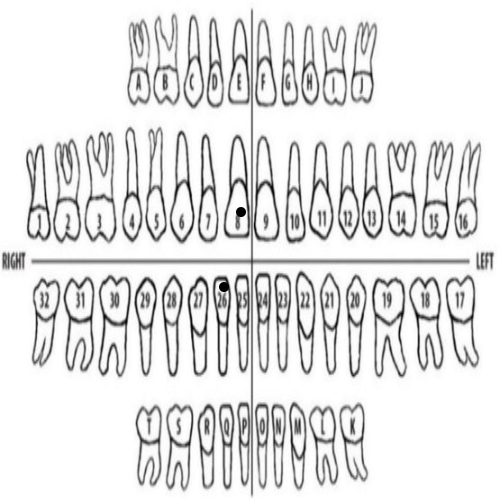 A B C D E F G H I J
1 2 3 4 5 6 7 8 9 10 11 12 13 14 15 16
RIGHT LEFT
32 31 30 29 28 27 26 25 24 23 22 21 20 19 18 17
T S R Q P O N M L K